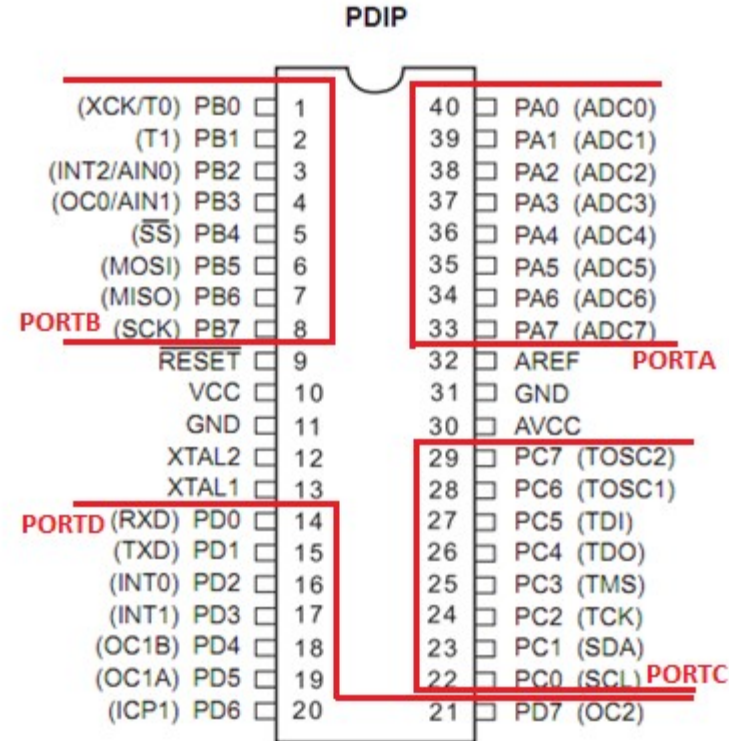 PDIP
(XCK/T0) PB0 1 40 PA0 (ADC0)
(T1) PB1 2 39 PA1 (ADC1)
(INT2/AIN0) PB2 3 38 PA2 (ADC2)
(OC0/AIN1) PB3 4 37 PA3 (ADC3)
(SS) PB4 5 36 PA4 (ADC4)
(MOSI) PB5 6 35 PA5 (ADC5)
(MISO) PB6 7 34 PA6 (ADC6)
PORTB (SCK) PB7 8 33 PA7 (ADC7)
RESET 9 32 AREF PORTA
VCC 10 31 GND
GND 11 30 AVCC
XTAL2 12 29 PC7 (TOSC2)
XTAL1 13 28 PC6 (TOSC1)
PORTD (RXD) PD0 14 27 PC5 (TDI)
(TXD) PD1 15 26 PC4 (TDO)
(INT0) PD2 16 25 PC3 (TMS)
(INT1) PD3 17 24 PC2 (TCK)
(OC1B) PD4 18 23 PC1 (SDA)
(OC1A) PD5 19 22 PC0 (SCL) PORTC
(ICP1) PD6 20 21 PD7 (OC2)